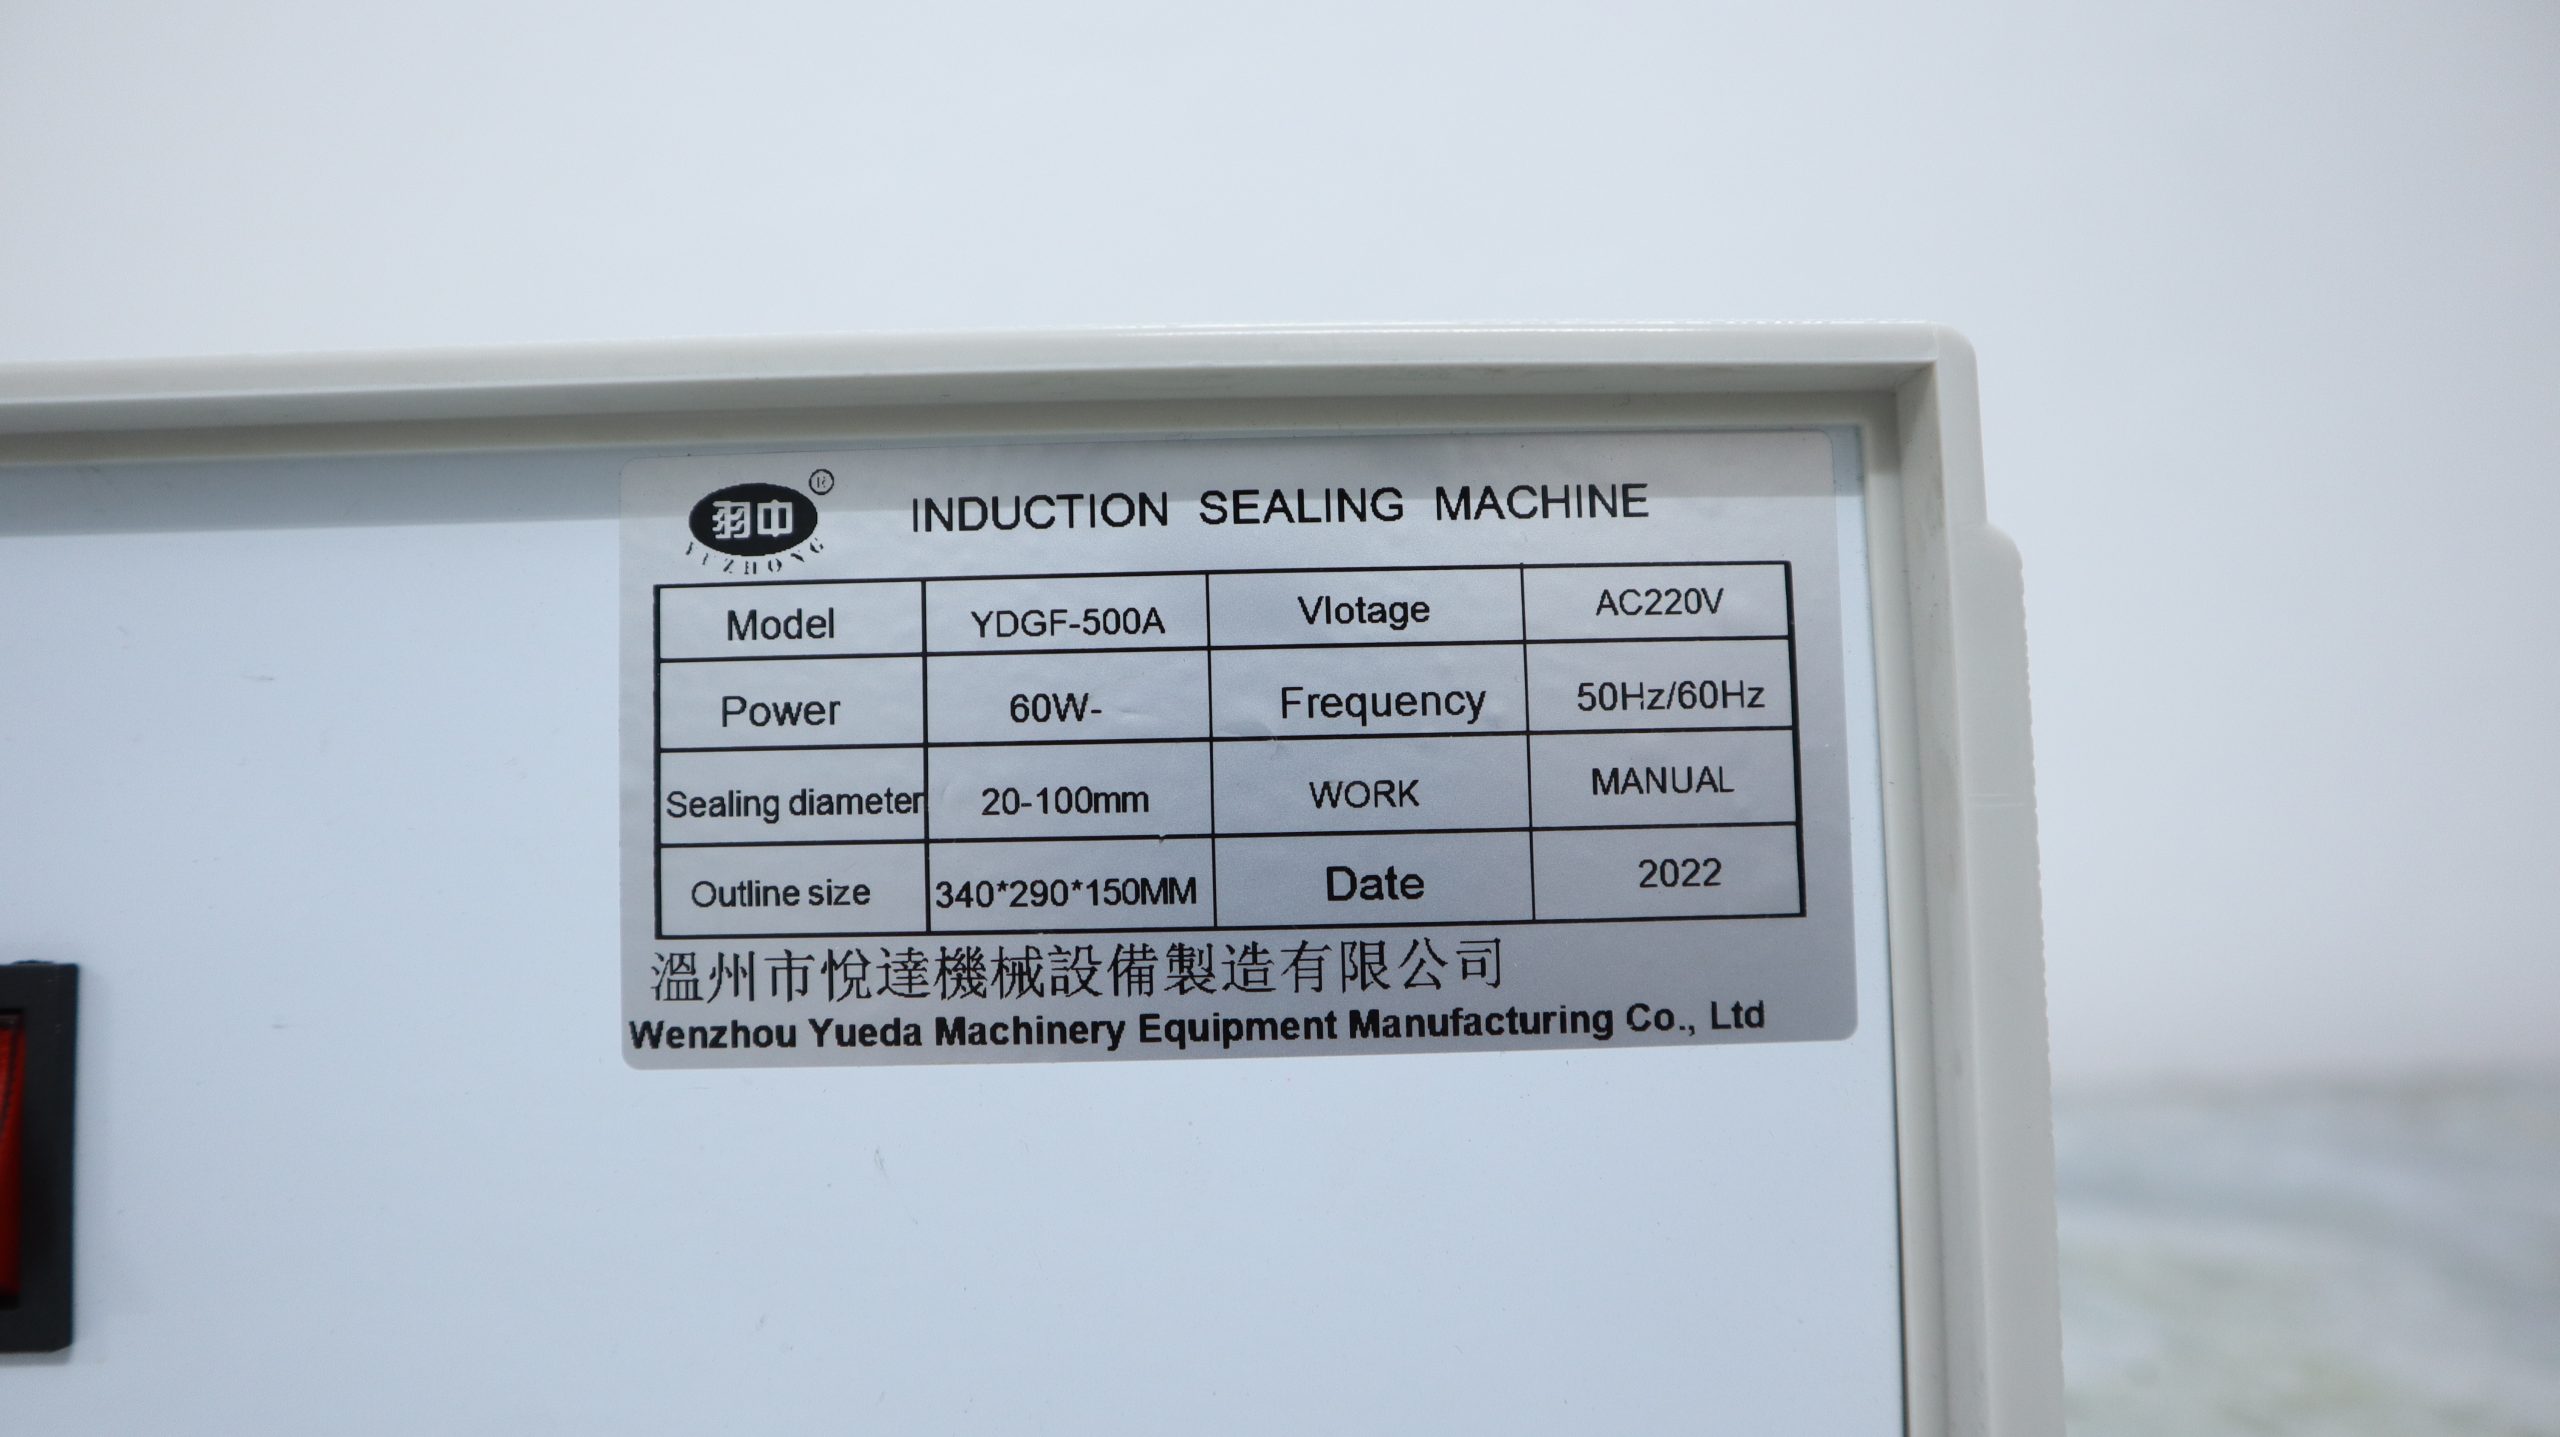 羽中 ®
YUZHONG
INDUCTION SEALING MACHINE
Model YDGF-500A Vlotage AC220V
Power 60W- Frequency 50Hz/60Hz
Sealing diameter 20-100mm WORK MANUAL
Outline size 340*290*150MM Date 2022
溫州市悅達機械設備製造有限公司
Wenzhou Yueda Machinery Equipment Manufacturing Co., Ltd